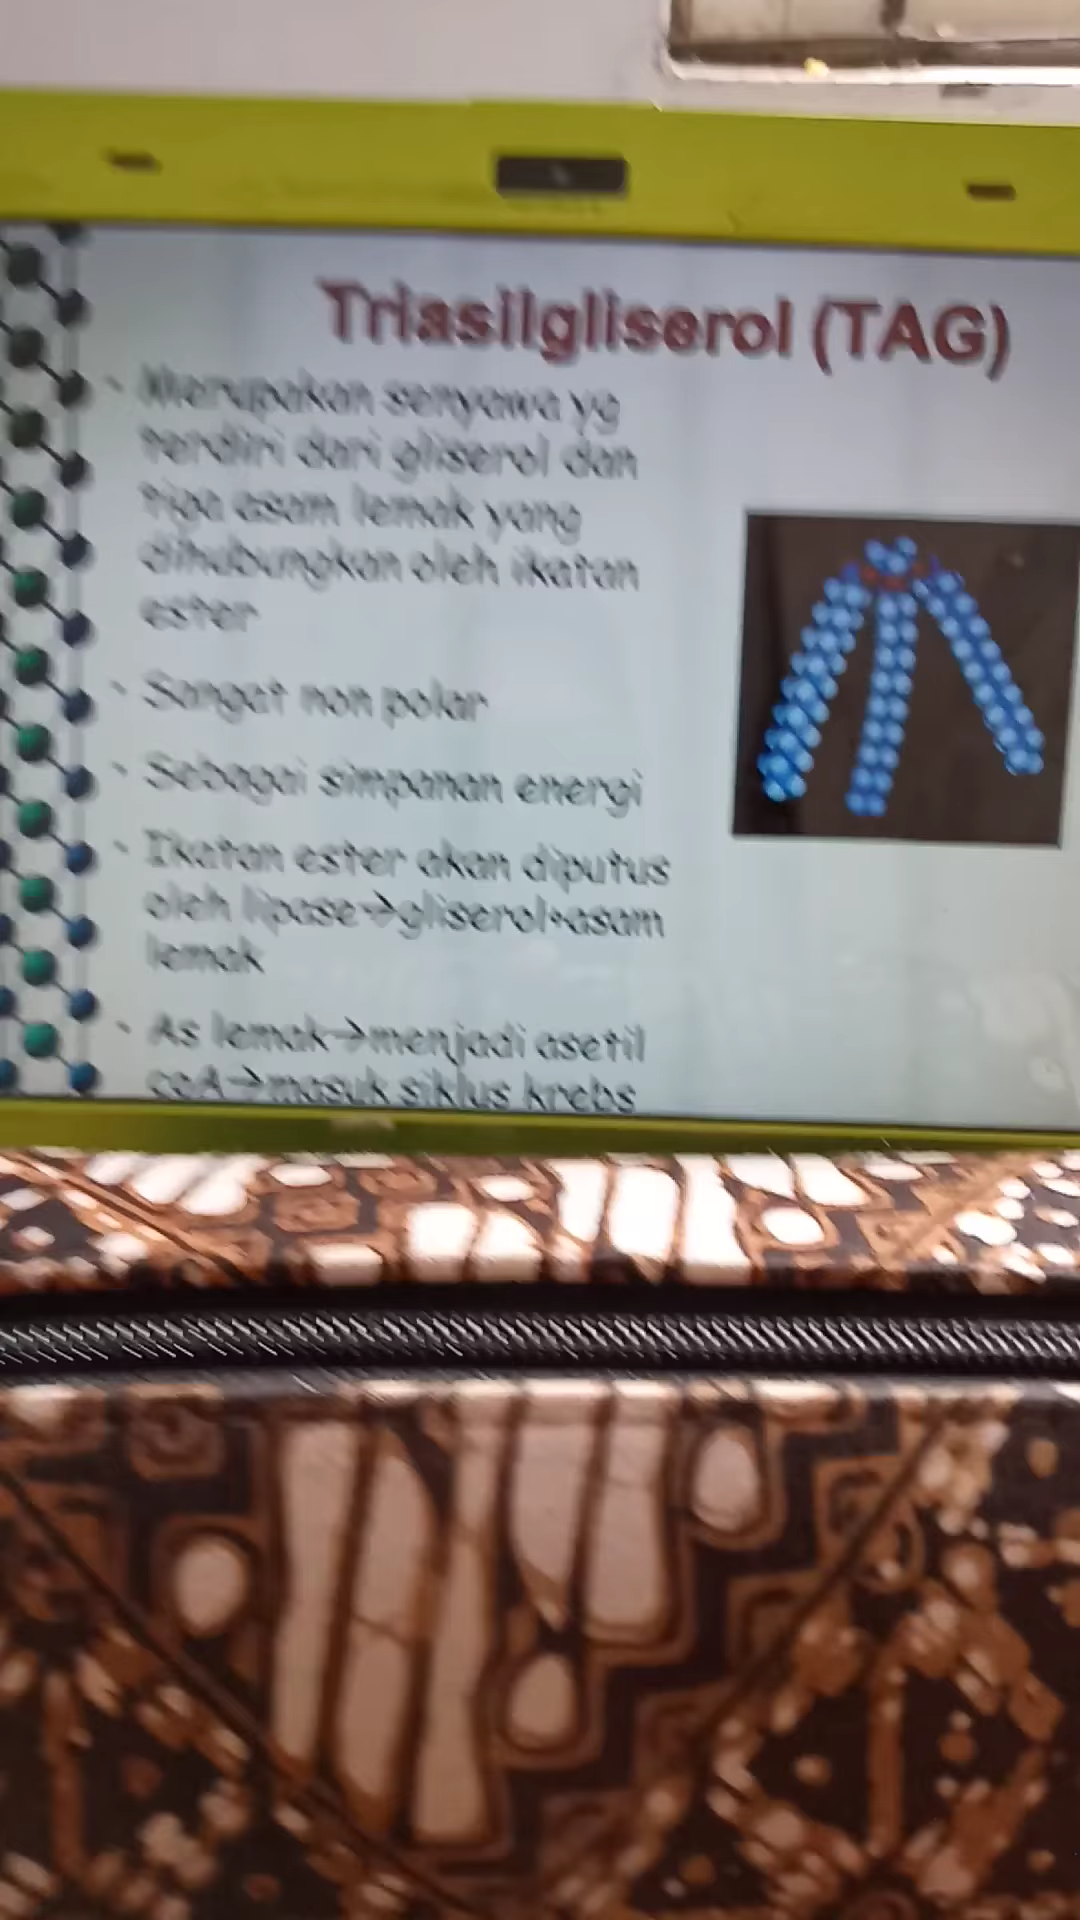 Triasilgliserol (TAG)
Merupakan senyawa yg
terdiri dari gliserol dan
tiga asam lemak yang
dihubungkan oleh ikatan
ester
Sangat non polar
Sebagai simpanan energi
Ikatan ester akan diputus
oleh lipase→gliserol+asam
lemak
As lemak→menjadi asetil
coA→masuk siklus krebs